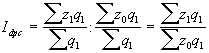 I_{фрс} = \frac{\sum z_1 q_1}{\sum q_1} : \frac{\sum z_0 q_1}{\sum q_1} = \frac{\sum z_1 q_1}{\sum z_0 q_1}